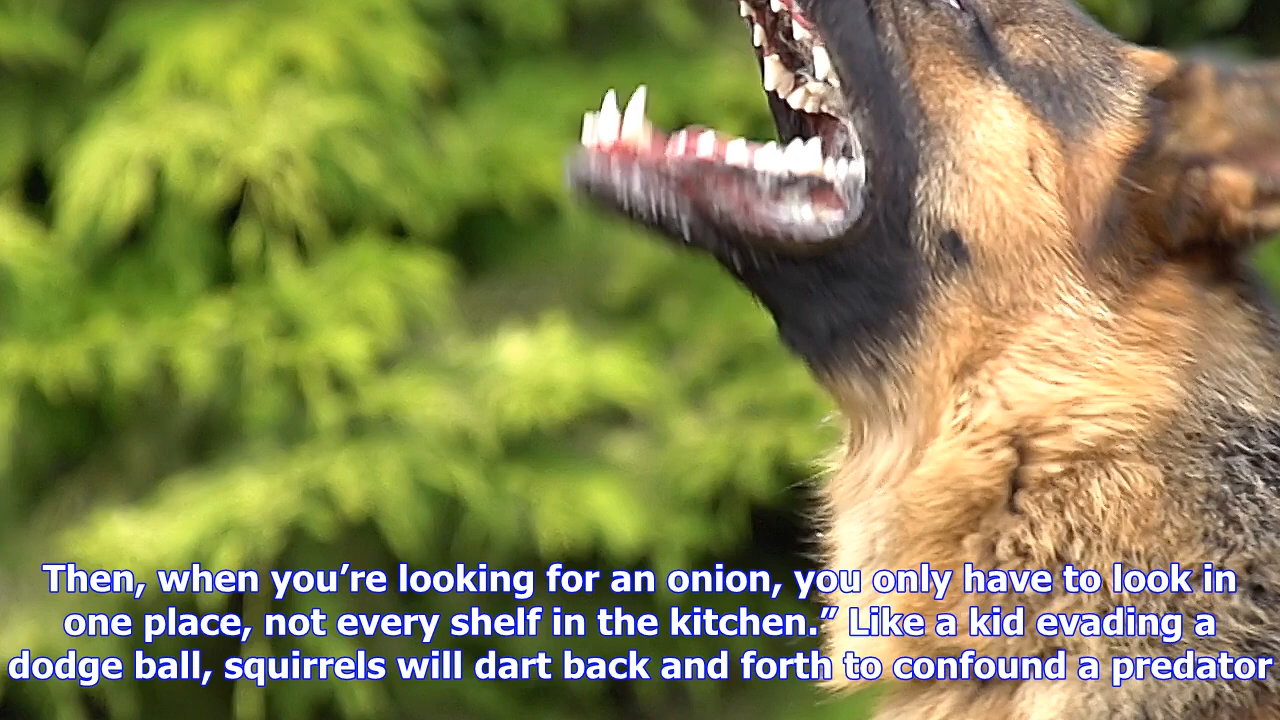 Then, when you’re looking for an onion, you only have to look in
one place, not every shelf in the kitchen.” Like a kid evading a
dodge ball, squirrels will dart back and forth to confound a predator